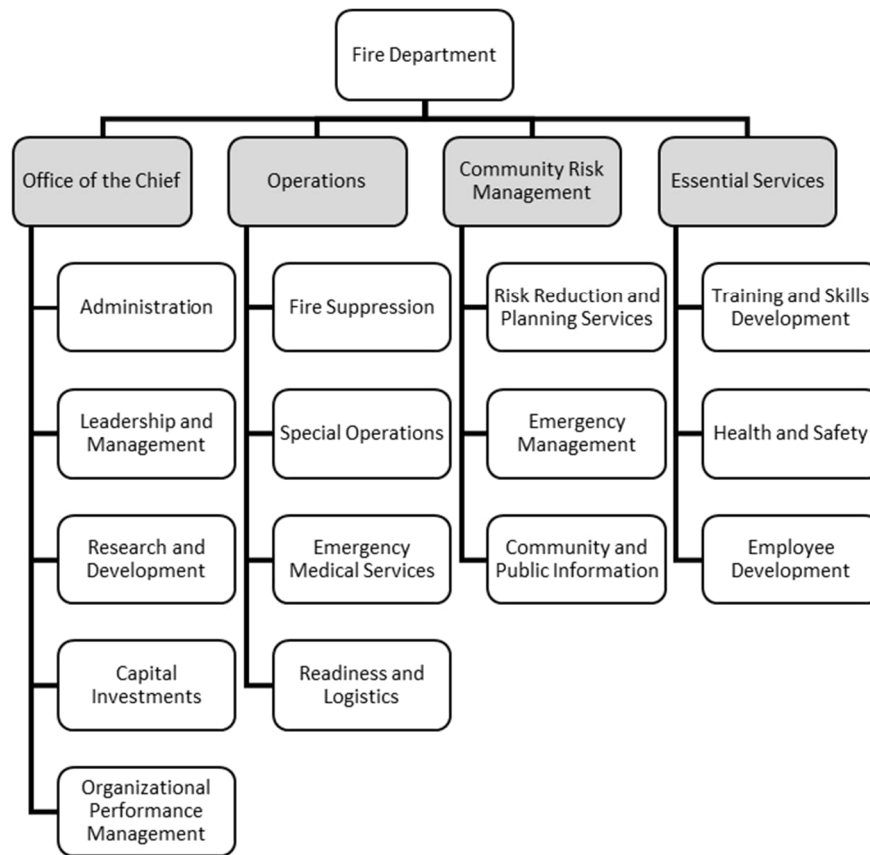 Fire Department
Office of the Chief
Operations
Community Risk
Management
Essential Services
Administration
Leadership and
Management
Research and
Development
Capital
Investments
Organizational
Performance
Management
Fire Suppression
Special Operations
Emergency
Medical Services
Readiness and
Logistics
Risk Reduction and
Planning Services
Emergency
Management
Community and
Public Information
Training and Skills
Development
Health and Safety
Employee
Development